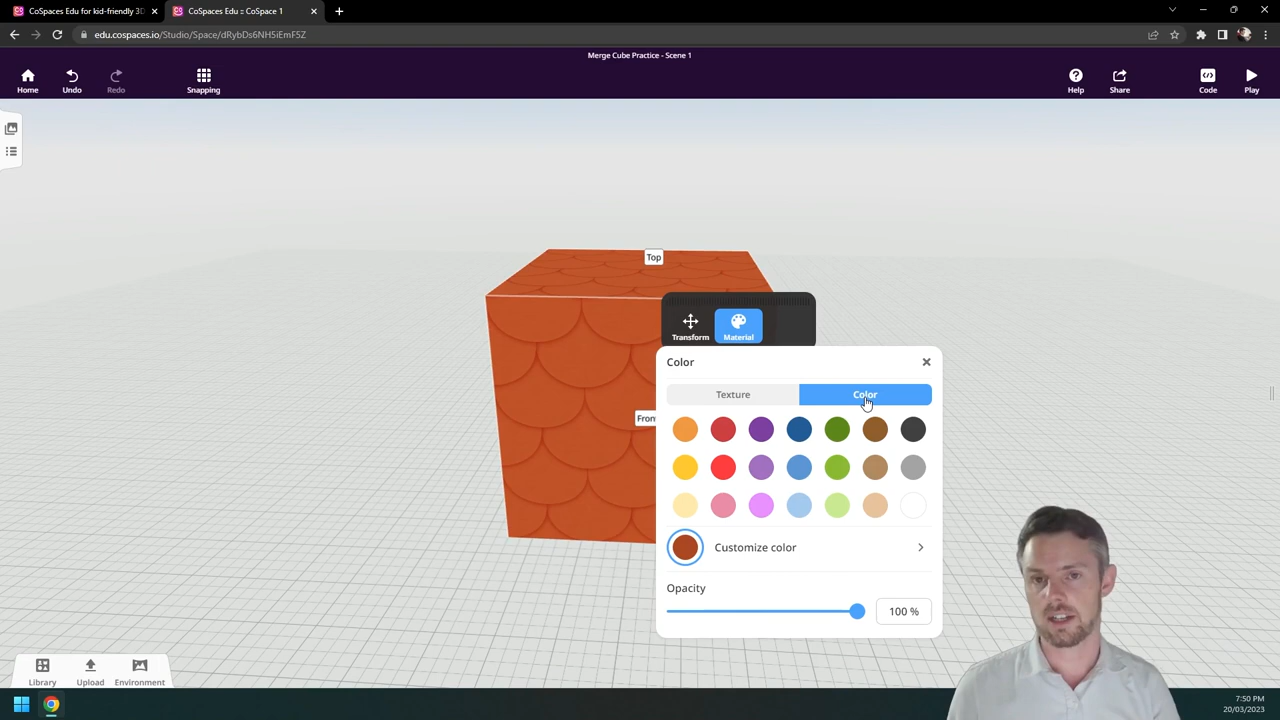 CoSpaces Edu for kid-friendly 3D
CoSpaces Edu :: CoSpace 1
edu.cospaces.io/Studio/Space/dRybDs6NH5iEmF5Z
Merge Cube Practice - Scene 1
Home
Undo
Redo
Snapping
Help
Share
Code
Play
Top
Transform
Material
Color
Texture
Color
Front
Customize color
Opacity
100 %
Library
Upload
Environment
7:50 PM
20/03/2023